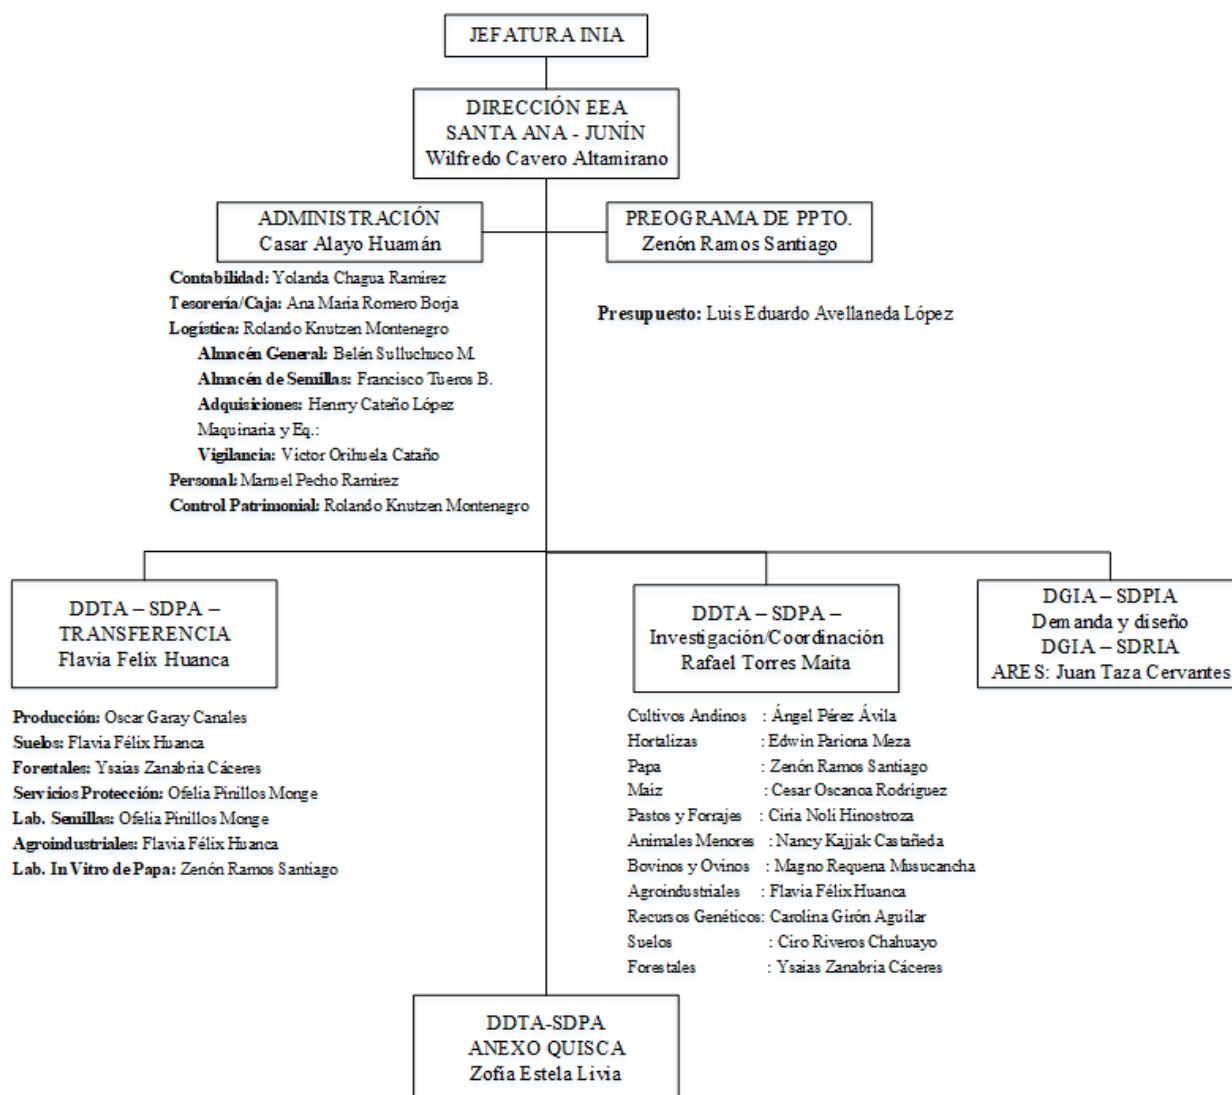 JEFATURA INIA
DIRECCIÓN EEA
SANTA ANA - JUNÍN
Wilfredo Cavero Altamirano
ADMINISTRACIÓN
Casar Alayo Huamán
PREOGRAMA DE PPTO.
Zenón Ramos Santiago
Contabilidad: Yolanda Chagua Ramirez
Tesorería/Caja: Ana María Romero Borja
Logística: Rolando Knutzen Montenegro
Almacén General: Belén Sulluchuco M.
Almacén de Semillas: Francisco Tueros B.
Adquisiciones: Henrry Cateño López
Maquinaria y Eq.:
Vigilancia: Victor Orihuela Cataño
Personal: Manuel Pecho Ramirez
Control Patrimonial: Rolando Knutzen Montenegro
Presupuesto: Luis Eduardo Avellaneda López
DDTA – SDPA –
TRANSFERENCIA
Flavia Felix Huanca
Producción: Oscar Garay Canales
Suelos: Flavia Félix Huanca
Forestales: Ysaias Zanabria Cáceres
Servicios Protección: Ofelia Pinillos Monge
Lab. Semillas: Ofelia Pinillos Monge
Agroindustriales: Flavia Félix Huanca
Lab. In Vitro de Papa: Zenón Ramos Santiago
DDTA – SDPA –
Investigación/Coordinación
Rafael Torres Maita
Cultivos Andinos : Ángel Pérez Ávila
Hortalizas : Edwin Pariona Meza
Papa : Zenón Ramos Santiago
Maiz : Cesar Oscanoa Rodriguez
Pastos y Forrajes : Ciria Noli Hinostroza
Animales Menores : Nancy Kajjak Castañeda
Bovinos y Ovinos : Magno Requena Musucancha
Agroindustriales : Flavia Félix Huanca
Recursos Genéticos: Carolina Girón Aguilar
Suelos : Ciro Riveros Chahuayo
Forestales : Ysaias Zanabria Cáceres
DGIA – SDPIA
Demanda y diseño
DGIA – SDRIA
ARES: Juan Taza Cervantes
DDTA-SDPA
ANEXO QUISCA
Zofía Estela Livia